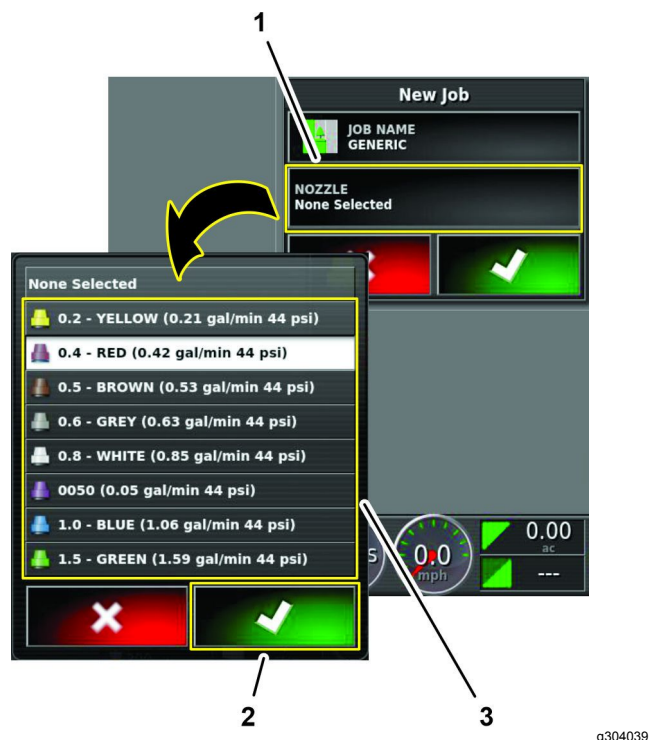 1
New Job
JOB NAME
GENERIC
NOZZLE
None Selected
None Selected
0.2 - YELLOW (0.21 gal/min 44 psi)
0.4 - RED (0.42 gal/min 44 psi)
0.5 - BROWN (0.53 gal/min 44 psi)
0.6 - GREY (0.63 gal/min 44 psi)
0.8 - WHITE (0.85 gal/min 44 psi)
0050 (0.05 gal/min 44 psi)
1.0 - BLUE (1.06 gal/min 44 psi)
1.5 - GREEN (1.59 gal/min 44 psi)
S
0.0
mph
0.00
ac
---
2
3
g304039